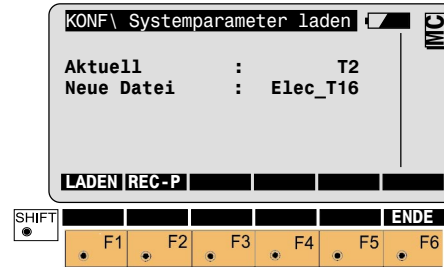 KONF\ Systemparameter laden
MC
Aktuell : T2
Neue Datei : Elec_T16
LADEN REC-P
SHIFT
ENDE
F1 F2 F3 F4 F5 F6